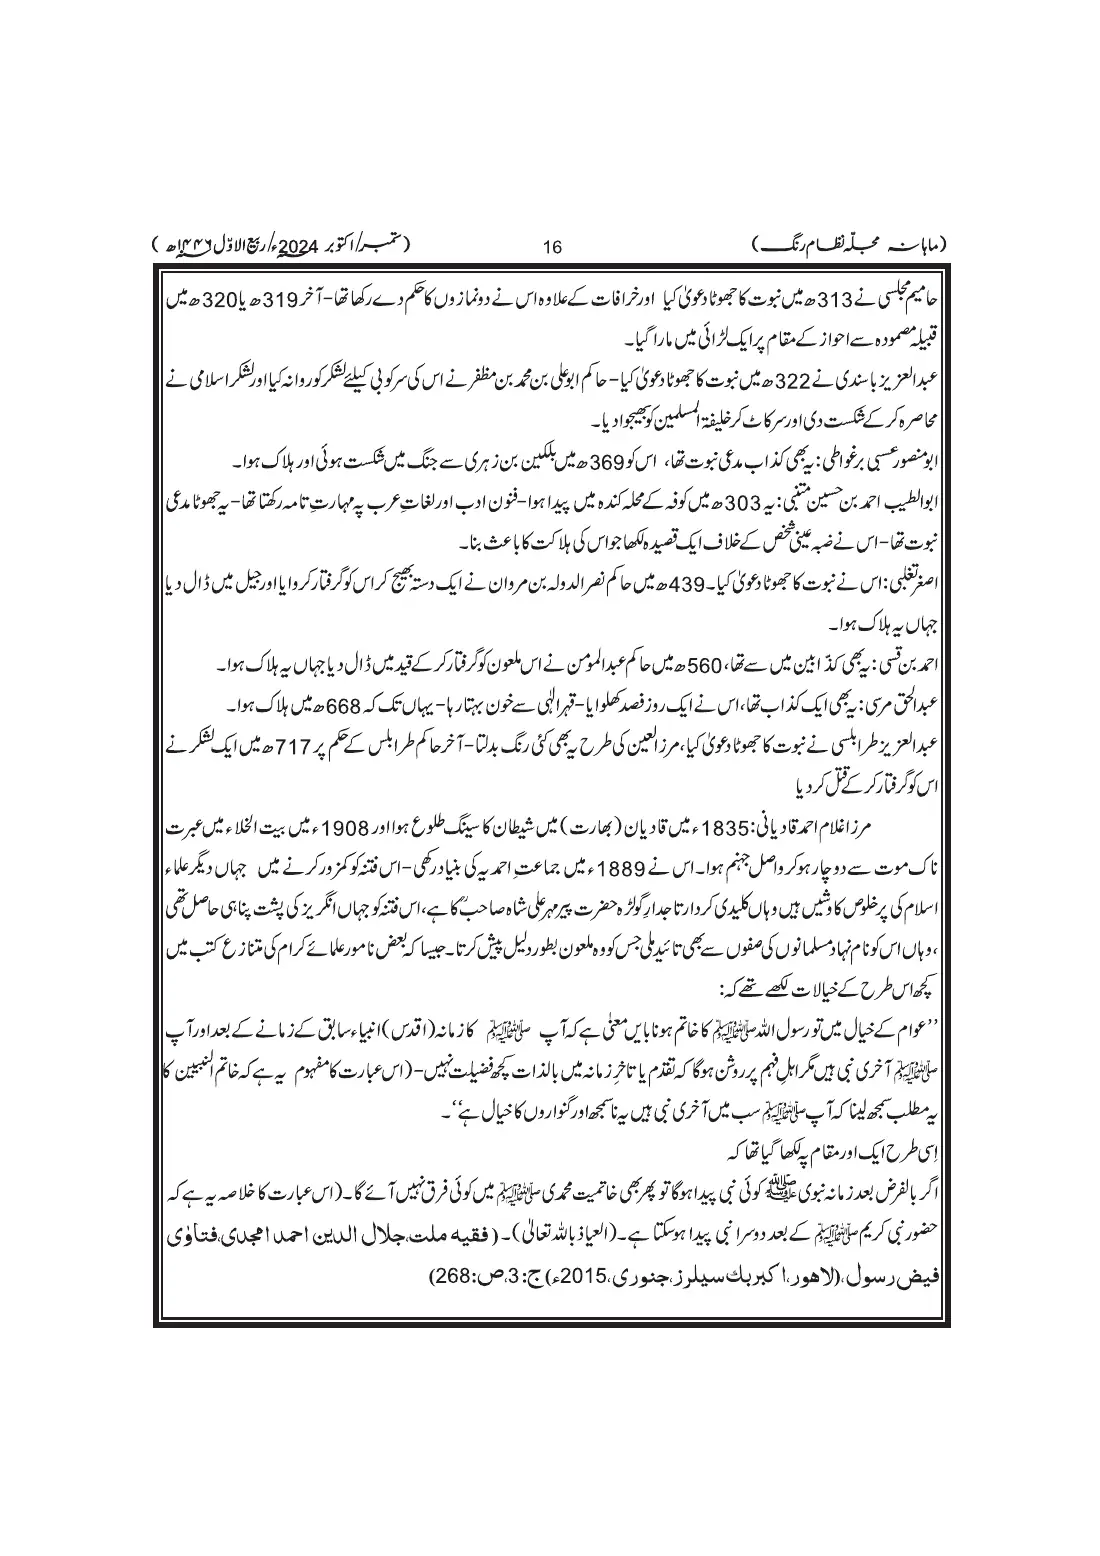 (ماہانہ مجلّہ نظام رنگ) 16 (ستمبر/اکتوبر 2024ء/ربیع الاوّل ۱۴۴۶ھ)
حامیم مجلسی نے 313ھ میں نبوت کا جھوٹا دعویٰ کیا اور خرافات کے علاوہ اس نے دو نمازوں کا حکم دے رکھا تھا- آخر 319ھ یا 320ھ میں
قبیلہ مصمودہ سے احواز کے مقام پر ایک لڑائی میں مارا گیا۔
عبدالعزیز باسندی نے 322ھ میں نبوت کا جھوٹا دعویٰ کیا- حاکم ابوعلی بن محمد بن مظفر نے اس کی سرکوبی کیلئے لشکر کو روانہ کیا اور لشکر اسلامی نے
محاصرہ کر کے شکست دی اور سر کاٹ کر خلیفۃ المسلمین کو بھیجوا دیا۔
ابو منصور عسبی برغواطی: یہ بھی کذاب مدعی نبوت تھا، اس کو 369ھ میں بلکین بن زہری سے جنگ میں شکست ہوئی اور ہلاک ہوا۔
ابوالطیب احمد بن حسین متنبی: یہ 303ھ میں کوفہ کے محلہ کندہ میں پیدا ہوا- فنون ادب اور لغاتِ عرب پہ مہارتِ تامہ رکھتا تھا- یہ جھوٹا مدعی
نبوت تھا- اس نے ضبہ عینی شخص کے خلاف ایک قصیدہ لکھا جو اس کی ہلاکت کا باعث بنا۔
اصغر تغلبی: اس نے نبوت کا جھوٹا دعویٰ کیا۔ 439ھ میں حاکم نصر الدولہ بن مروان نے ایک دستہ بھیج کر اس کو گرفتار کروایا اور جیل میں ڈال دیا
جہاں یہ ہلاک ہوا۔
احمد بن قسی: یہ بھی کذّابین میں سے تھا، 560ھ میں حاکم عبدالمؤمن نے اس ملعون کو گرفتار کر کے قید میں ڈال دیا جہاں یہ ہلاک ہوا۔
عبدالحق مرسی: یہ بھی ایک کذاب تھا، اس نے ایک روز فصد کھلوایا- قہر الٰہی سے خون بہتا رہا- یہاں تک کہ 668ھ میں ہلاک ہوا۔
عبدالعزیز طرابلسی نے نبوت کا جھوٹا دعویٰ کیا، مرزا لعین کی طرح یہ بھی کئی رنگ بدلتا- آخر حاکم طرابلس کے حکم پر 717ھ میں ایک لشکر نے
اس کو گرفتار کر کے قتل کر دیا
مرزا غلام احمد قادیانی: 1835ء میں قادیان (بھارت) میں شیطان کا سینگ طلوع ہوا اور 1908ء میں بیت الخلاء میں عبرت
ناک موت سے دوچار ہو کر واصل جہنم ہوا۔ اس نے 1889ء میں جماعتِ احمدیہ کی بنیاد رکھی- اس فتنہ کو کمزور کرنے میں جہاں دیگر علماء
اسلام کی پر خلوص کاوشیں ہیں وہاں کلیدی کردار تاجدارِ گولڑہ حضرت پیر مہر علی شاہ صاحبؒ کا ہے، اس فتنہ کو جہاں انگریز کی پشت پناہی حاصل تھی
، وہاں اس کو نام نہاد مسلمانوں کی صفوں سے بھی تائید ملی جس کو وہ ملعون بطور دلیل پیش کرتا۔ جیسا کہ بعض نامور علمائے کرام کی متنازع کتب میں
کچھ اس طرح کے خیالات لکھے تھے کہ:
’’عوام کے خیال میں تو رسول اللہ ﷺ کا خاتم ہونا بایں معنیٰ ہے کہ آپ ﷺ کا زمانہ (اقدس) انبیاء سابق کے زمانے کے بعد اور آپ
ﷺ آخری نبی ہیں مگر اہلِ فہم پر روشن ہوگا کہ تقدم یا تاخر زمانہ میں بالذات کچھ فضیلت نہیں- (اس عبارت کا مفہوم یہ ہے کہ خاتم النبیین کا
یہ مطلب سمجھ لینا کہ آپ ﷺ سب میں آخری نبی ہیں یہ ناسمجھ اور گنواروں کا خیال ہے‘‘۔
اِسی طرح ایک اور مقام پہ لکھا گیا تھا کہ
اگر بالفرض بعد زمانہ نبوی ﷺ کوئی نبی پیدا ہوگا تو پھر بھی خاتمیت محمدی ﷺ میں کوئی فرق نہیں آئے گا۔ (اس عبارت کا خلاصہ یہ ہے کہ
حضور نبی کریم ﷺ کے بعد دوسرا نبی پیدا ہو سکتا ہے۔ (العیاذ باللہ تعالیٰ)۔ (فقیہ ملت، جلال الدین احمد امجدی، فتاوٰی
فیض رسول، (لاہور، اکبر بک سیلرز، جنوری، 2015ء) ج: 3، ص: 268)